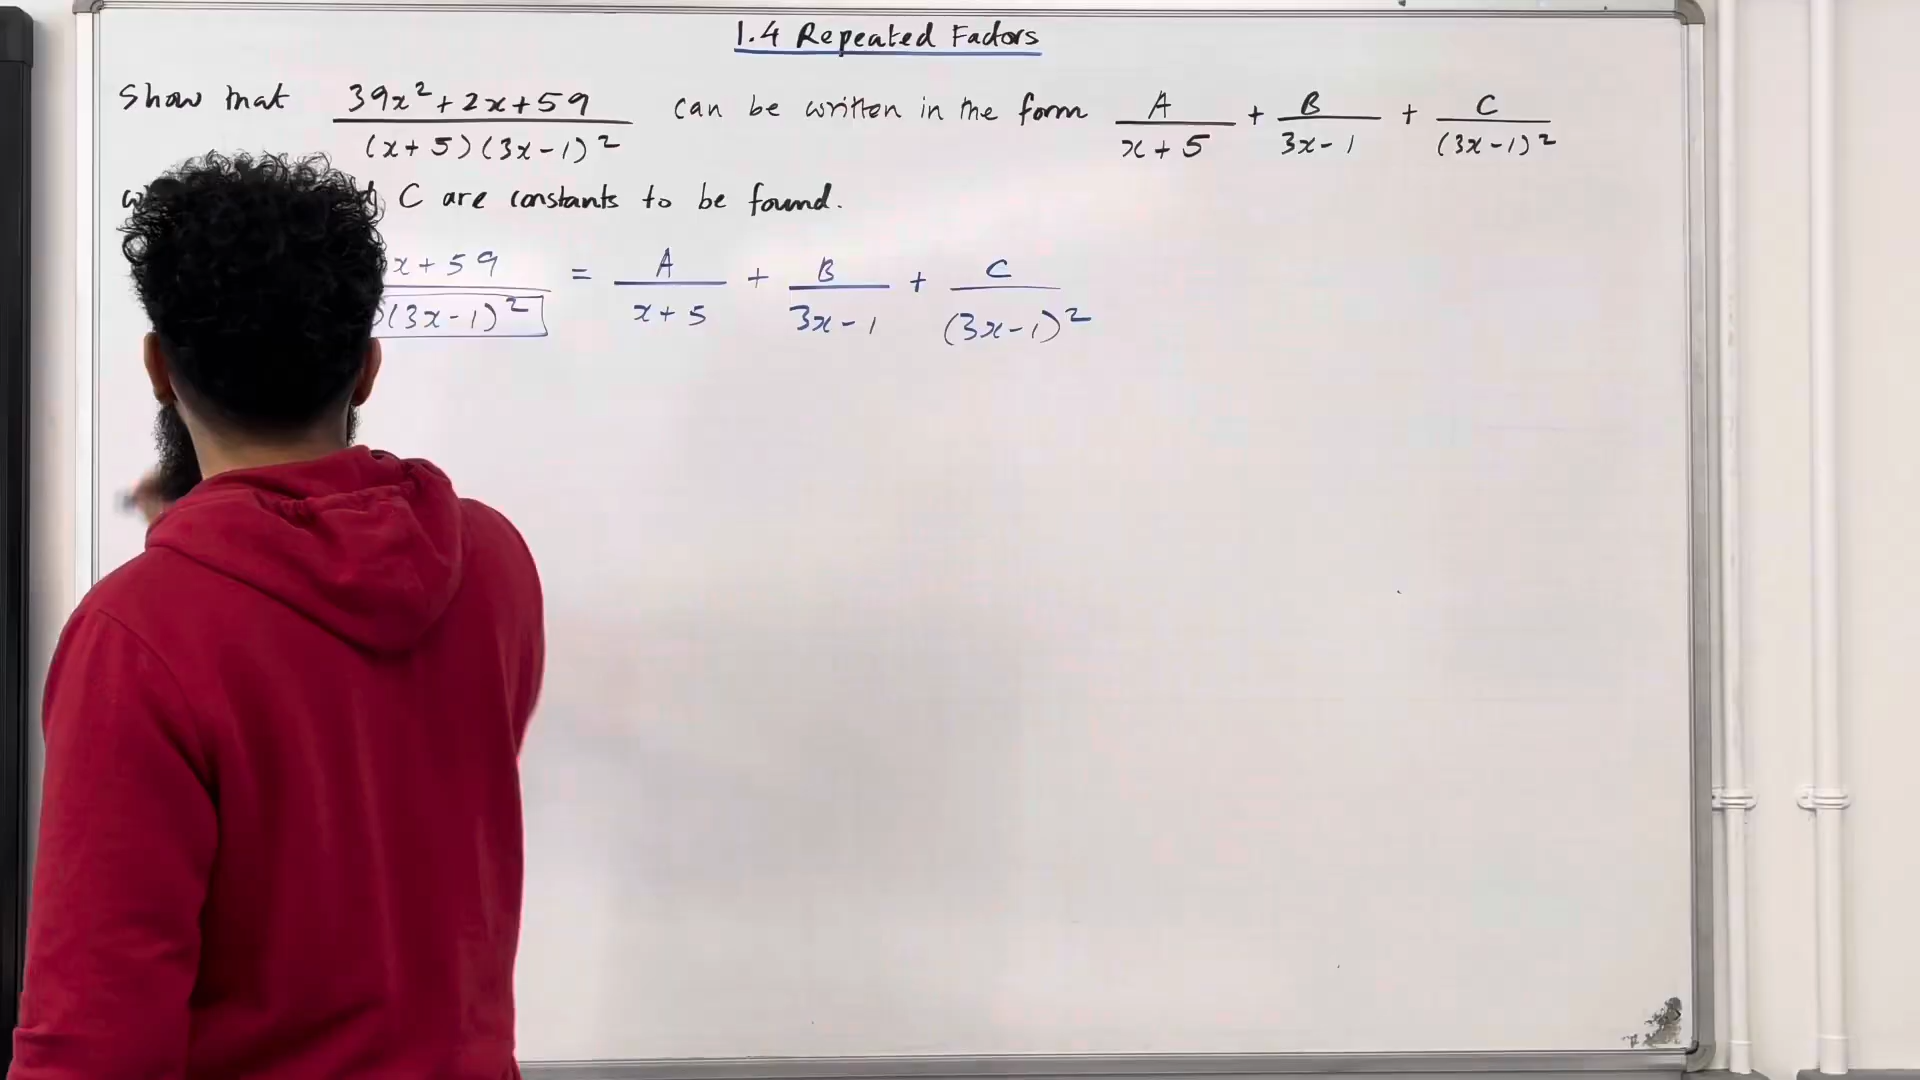 1.4 Repeated Factors
Show that (39x²+2x+59)/((x+5)(3x-1)²) can be written in the form A/(x+5) + B/(3x-1) + C/(3x-1)²
C are constants to be found.
x+59/(3x-1)² = A/(x+5) + B/(3x-1) + C/(3x-1)²